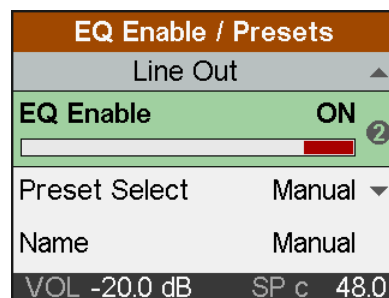 EQ Enable / Presets
Line Out
EQ Enable ON
2
Preset Select Manual
Name Manual
VOL -20.0 dB SP c 48.0